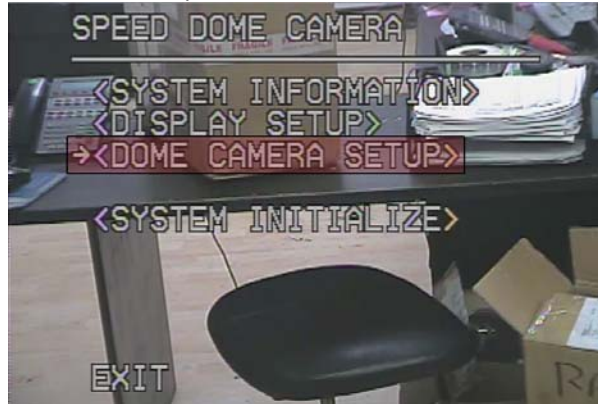 SPEED DOME CAMERA
<SYSTEM INFORMATION>
<DISPLAY SETUP>
→<DOME CAMERA SETUP>
<SYSTEM INITIALIZE>
EXIT